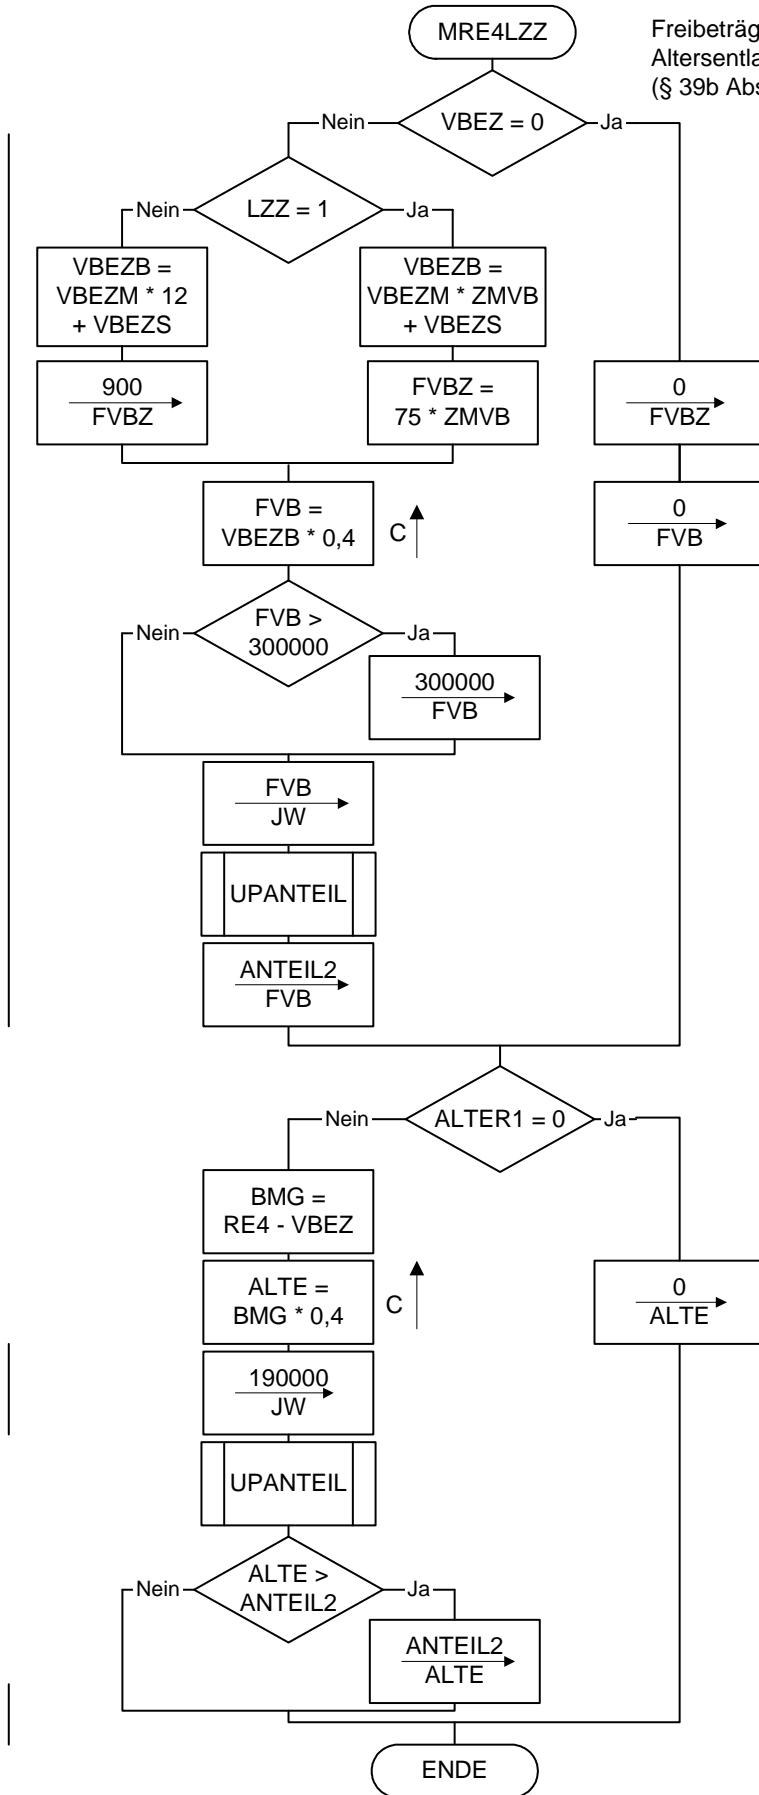 MRE4LZZ
Freibeträg
Altersentla
(§ 39b Abs
VBEZ = 0
Nein
Ja
LZZ = 1
Nein
Ja
VBEZB =
VBEZM * 12
+ VBEZS
VBEZB =
VBEZM * ZMVB
+ VBEZS
900
FVBZ
FVBZ =
75 * ZMVB
0
FVBZ
FVB =
VBEZB * 0,4
C
0
FVB
FVB >
300000
Nein
Ja
300000
FVB
FVB
JW
UPANTEIL
ANTEIL2
FVB
ALTER1 = 0
Nein
Ja
BMG =
RE4 - VBEZ
ALTE =
BMG * 0,4
C
0
ALTE
190000
JW
UPANTEIL
ALTE >
ANTEIL2
Nein
Ja
ANTEIL2
ALTE
ENDE